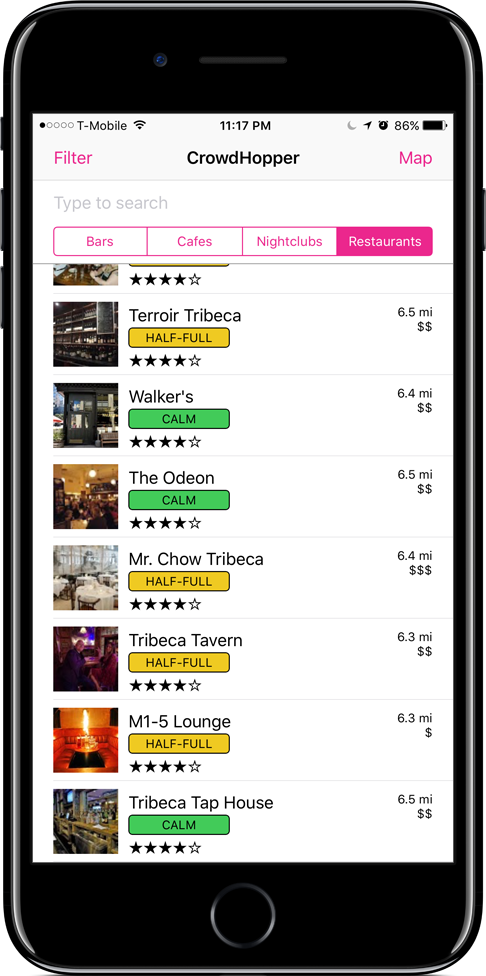 T-Mobile 11:17 PM 86%
Filter CrowdHopper Map
Type to search
Bars Cafes Nightclubs Restaurants
★★★★☆
Terroir Tribeca 6.5 mi
HALF-FULL $$
★★★★☆
Walker's 6.4 mi
CALM $$
★★★★☆
The Odeon 6.5 mi
CALM $$
★★★★☆
Mr. Chow Tribeca 6.4 mi
HALF-FULL $$$
★★★★☆
Tribeca Tavern 6.3 mi
HALF-FULL $$
★★★★☆
M1-5 Lounge 6.3 mi
HALF-FULL $
★★★★☆
Tribeca Tap House 6.5 mi
CALM $$
★★★★☆